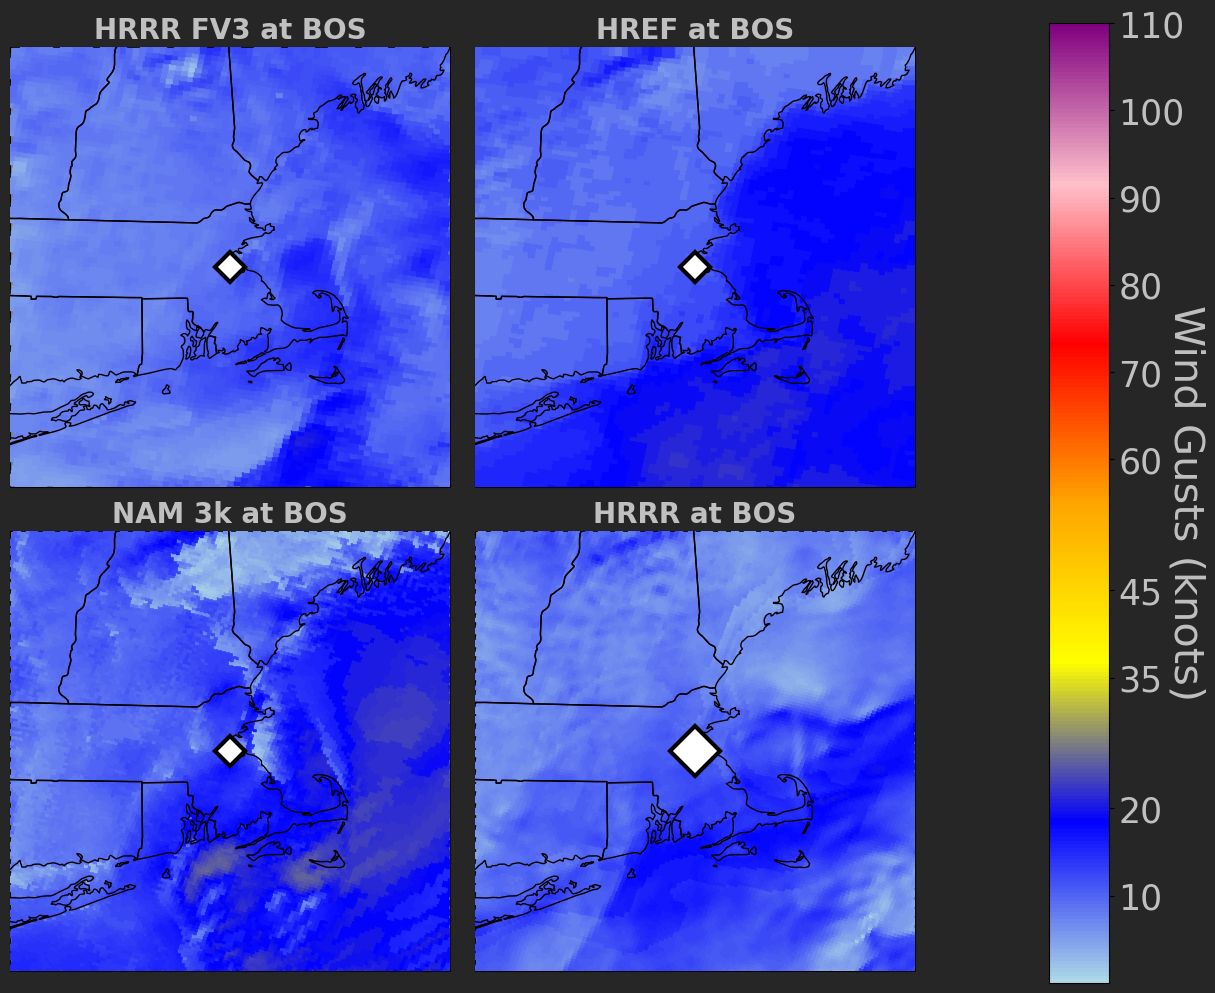 HRRR FV3 at BOS
HREF at BOS
NAM 3k at BOS
HRRR at BOS
110
100
90
80
70
60
45
35
20
10
Wind Gusts (knots)